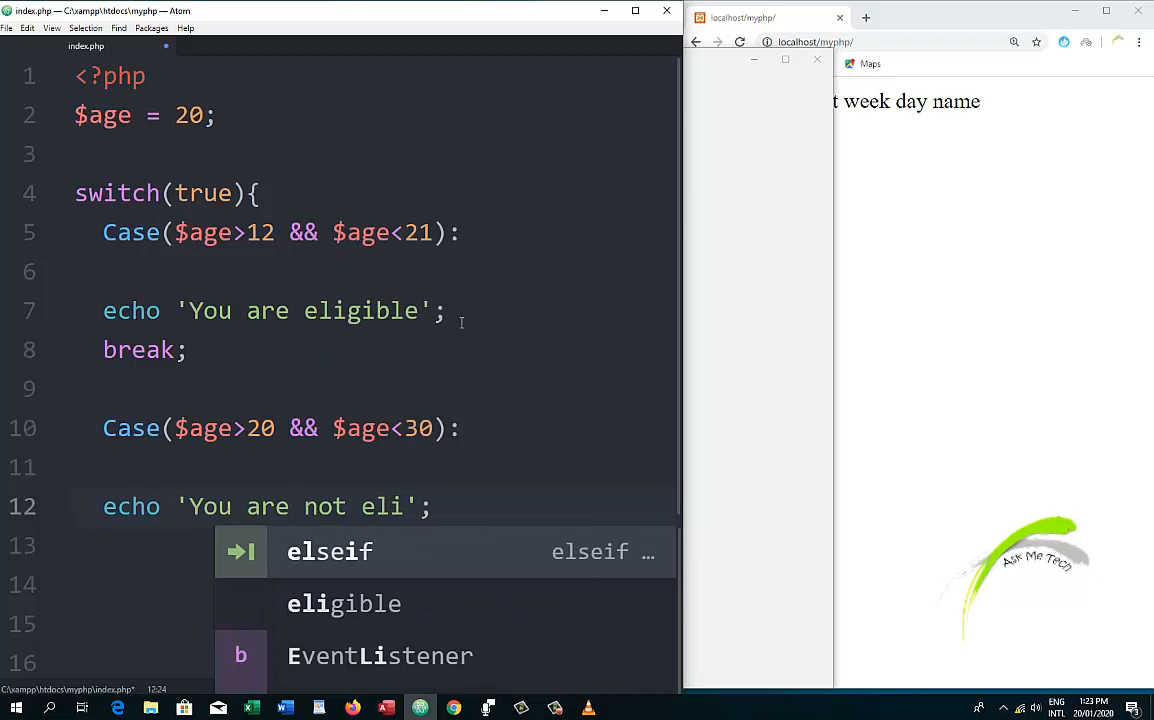 index.php — C:\xampp\htdocs\myphp — Atom
File Edit View Selection Find Packages Help
index.php
1 <?php
2 $age = 20;
3
4 switch(true){
5 Case($age>12 && $age<21):
6
7 echo 'You are eligible';
8 break;
9
10 Case($age>20 && $age<30):
11
12 echo 'You are not eli';
13
14
15
16
elseif elseif …
eligible
b EventListener
C:\xampp\htdocs\myphp\index.php* 12:24
localhost/myphp/
localhost/myphp/
Maps
t week day name
Ask Me Tech
ENG
INTL
1:23 PM
20/01/2020
3